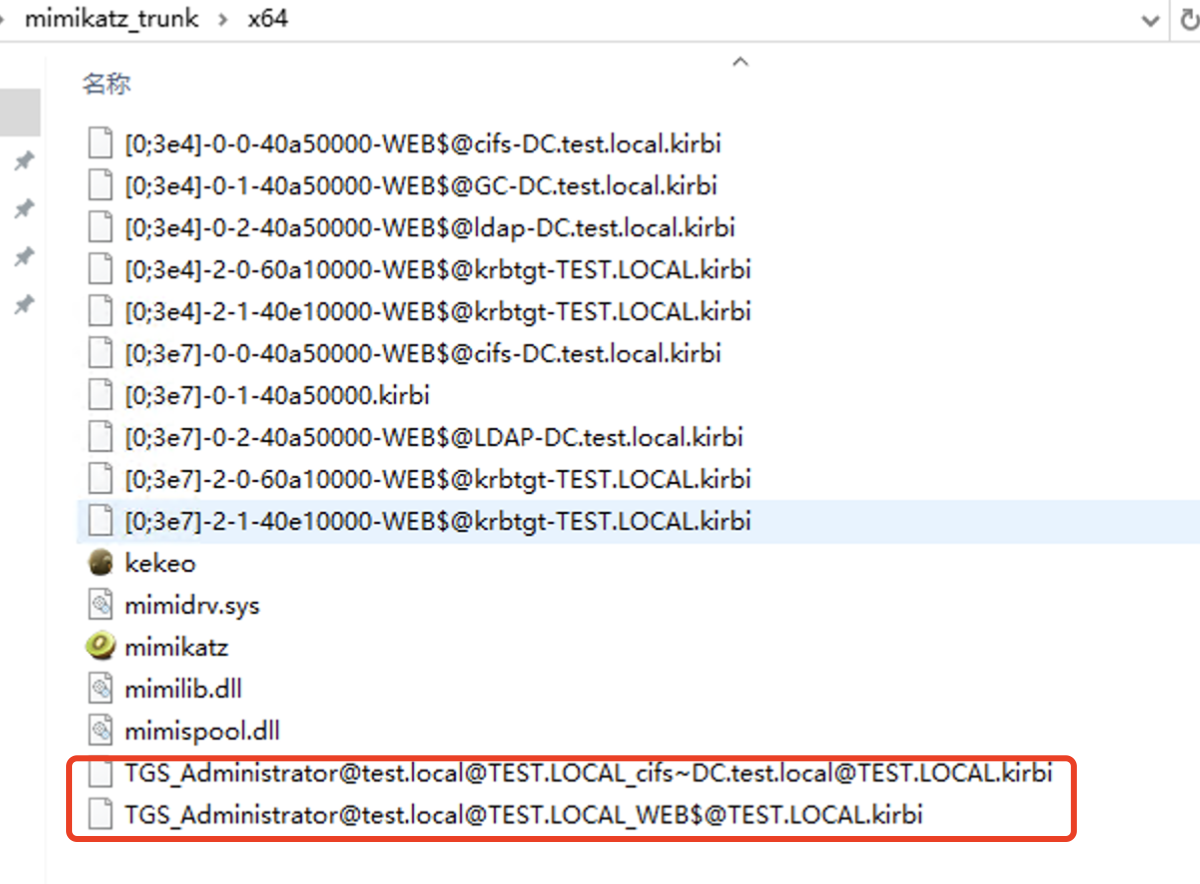 mimikatz_trunk › x64
名称
[0;3e4]-0-0-40a50000-WEB$@cifs-DC.test.local.kirbi
[0;3e4]-0-1-40a50000-WEB$@GC-DC.test.local.kirbi
[0;3e4]-0-2-40a50000-WEB$@ldap-DC.test.local.kirbi
[0;3e4]-2-0-60a10000-WEB$@krbtgt-TEST.LOCAL.kirbi
[0;3e4]-2-1-40e10000-WEB$@krbtgt-TEST.LOCAL.kirbi
[0;3e7]-0-0-40a50000-WEB$@cifs-DC.test.local.kirbi
[0;3e7]-0-1-40a50000.kirbi
[0;3e7]-0-2-40a50000-WEB$@LDAP-DC.test.local.kirbi
[0;3e7]-2-0-60a10000-WEB$@krbtgt-TEST.LOCAL.kirbi
[0;3e7]-2-1-40e10000-WEB$@krbtgt-TEST.LOCAL.kirbi
kekeo
mimidrv.sys
mimikatz
mimilib.dll
mimispool.dll
TGS_Administrator@test.local@TEST.LOCAL_cifs~DC.test.local@TEST.LOCAL.kirbi
TGS_Administrator@test.local@TEST.LOCAL_WEB$@TEST.LOCAL.kirbi